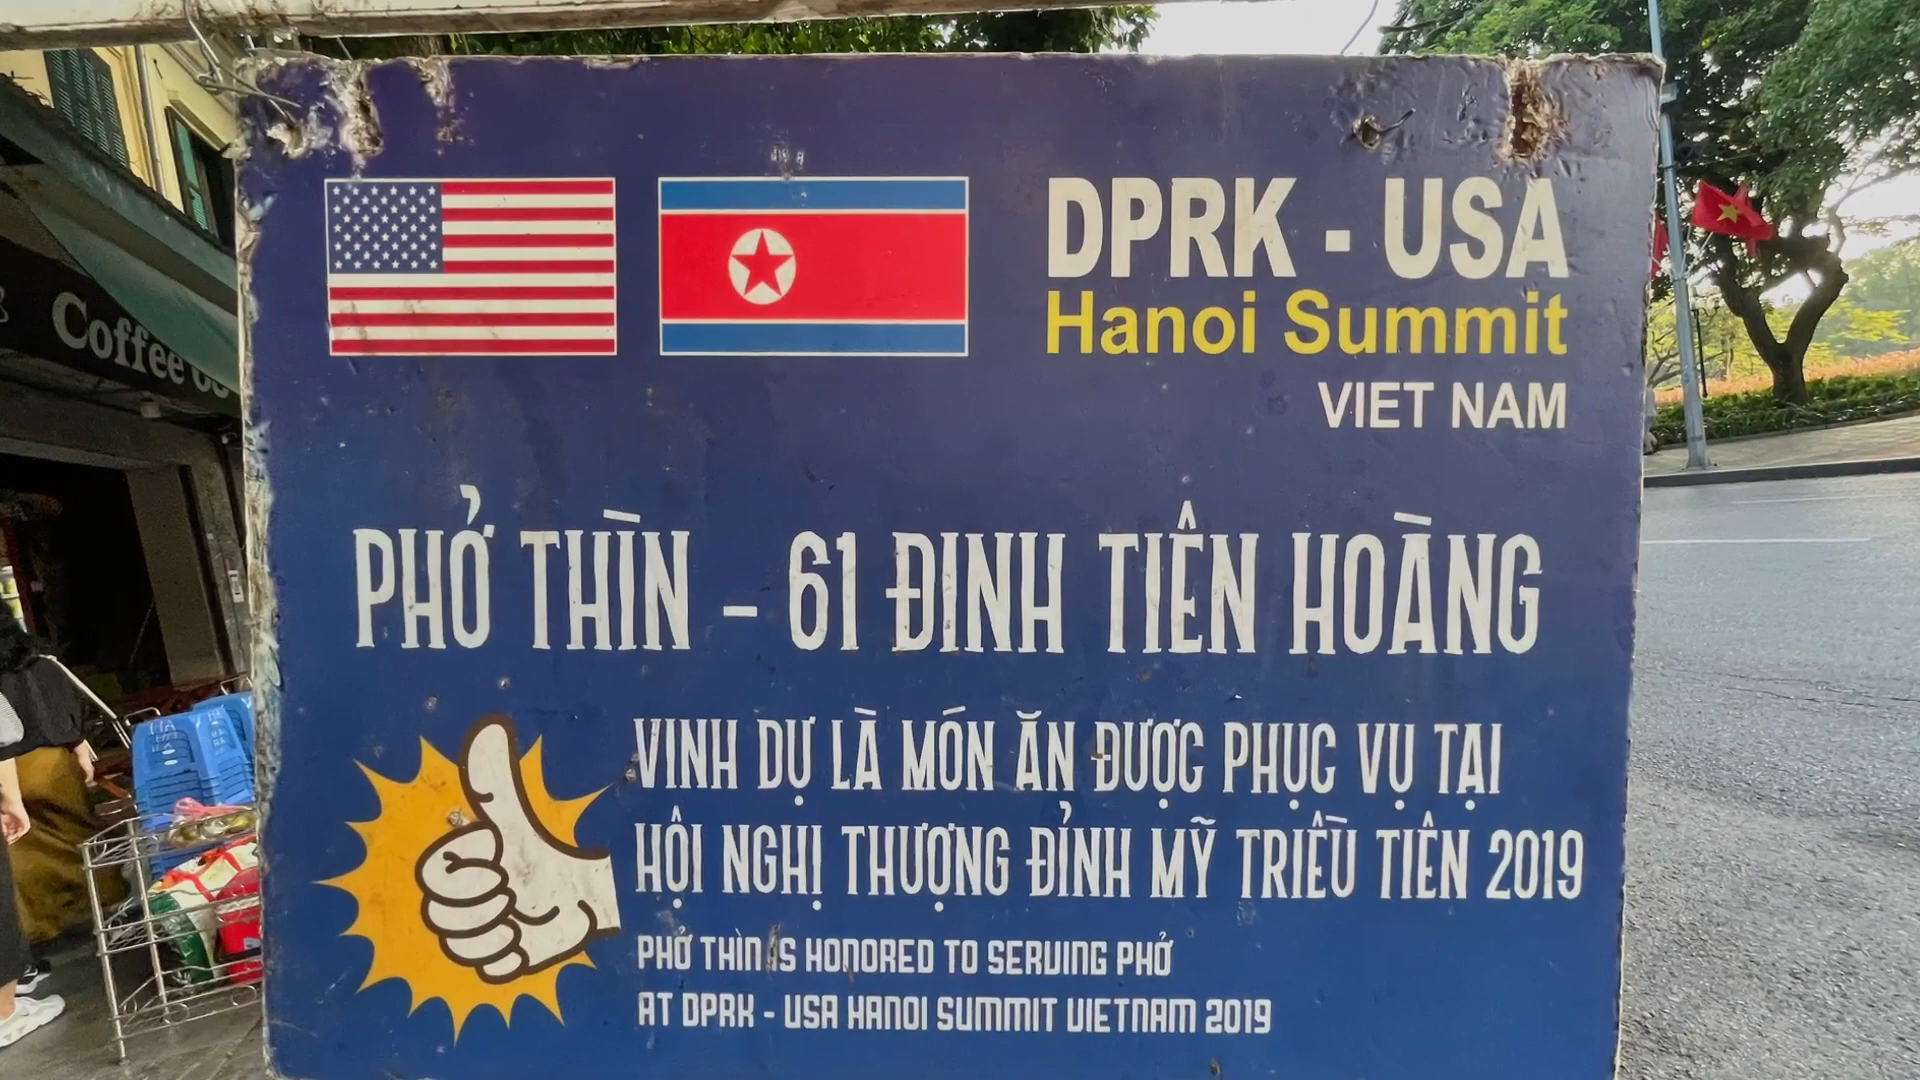 DPRK - USA
Hanoi Summit
VIET NAM
PHỞ THÌN - 61 ĐINH TIÊN HOÀNG
VINH DỰ LÀ MÓN ĂN ĐƯỢC PHỤC VỤ TẠI
HỘI NGHỊ THƯỢNG ĐỈNH MỸ TRIỀU TIÊN 2019
PHỞ THÌN IS HONORED TO SERVING PHỞ
AT DPRK - USA HANOI SUMMIT VIETNAM 2019
Coffee